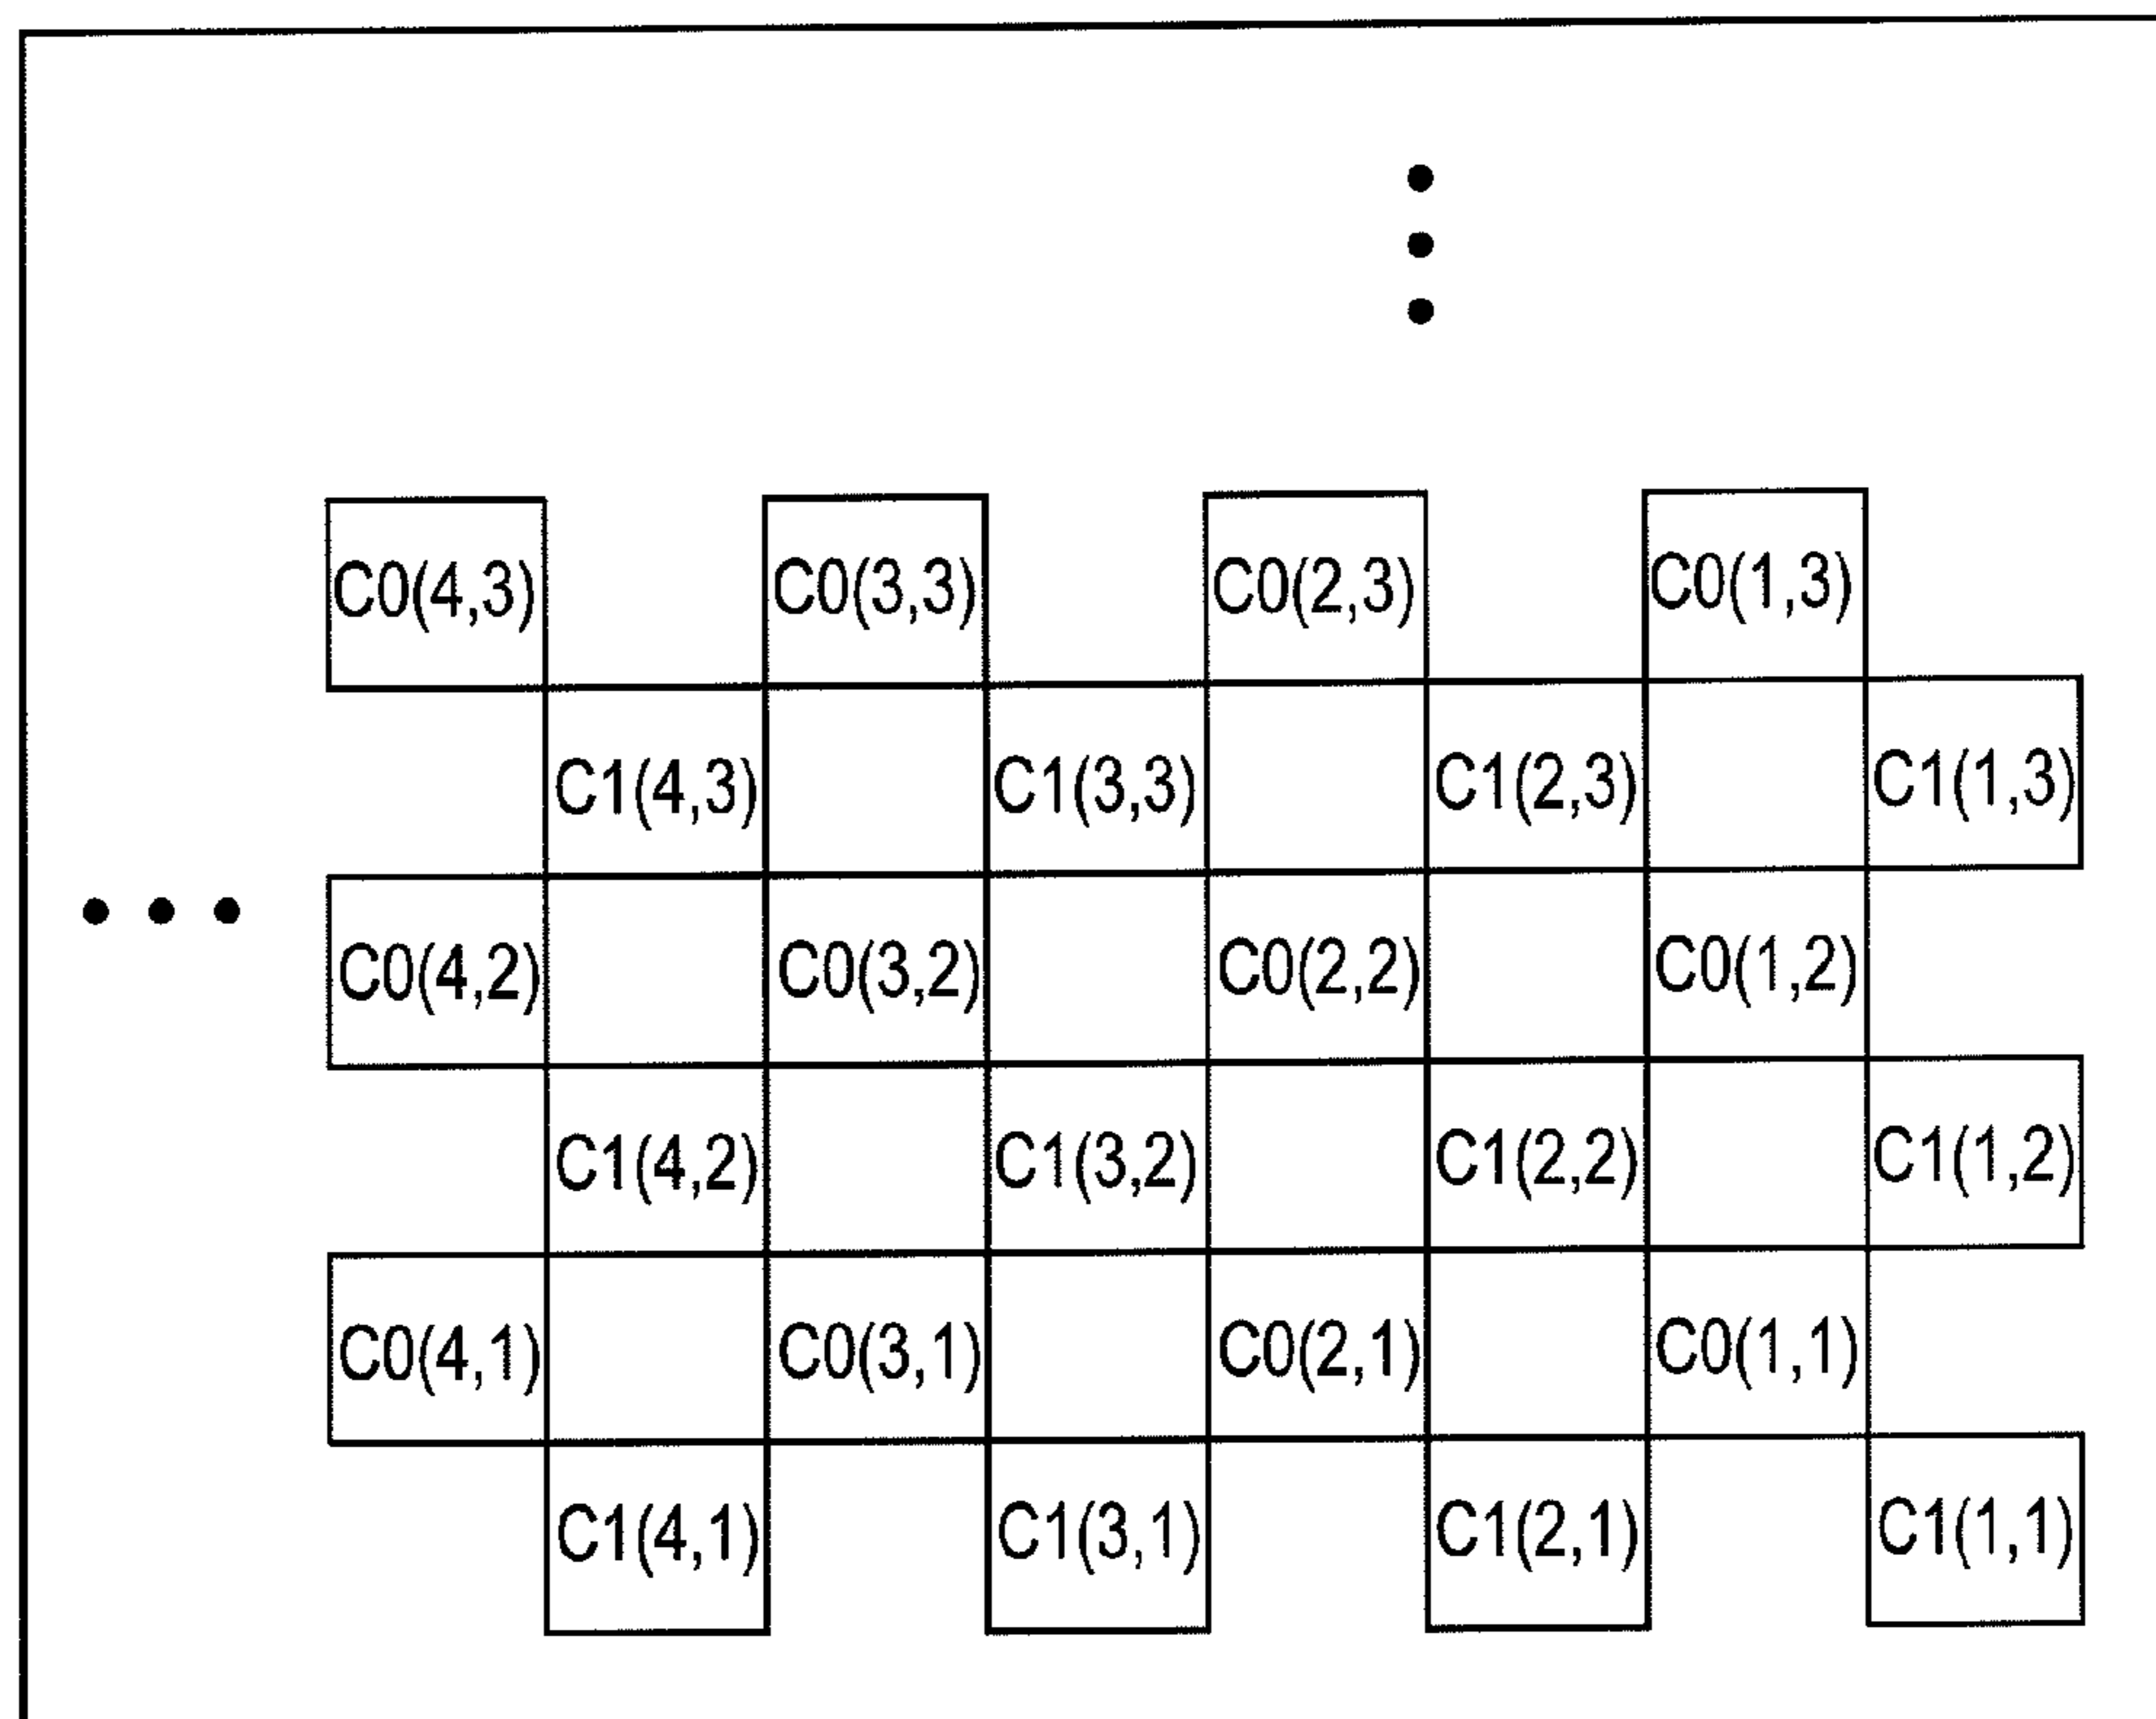 C0(4,3) C0(3,3) C0(2,3) C0(1,3)
C1(4,3) C1(3,3) C1(2,3) C1(1,3)
C0(4,2) C0(3,2) C0(2,2) C0(1,2)
C1(4,2) C1(3,2) C1(2,2) C1(1,2)
C0(4,1) C0(3,1) C0(2,1) C0(1,1)
C1(4,1) C1(3,1) C1(2,1) C1(1,1)